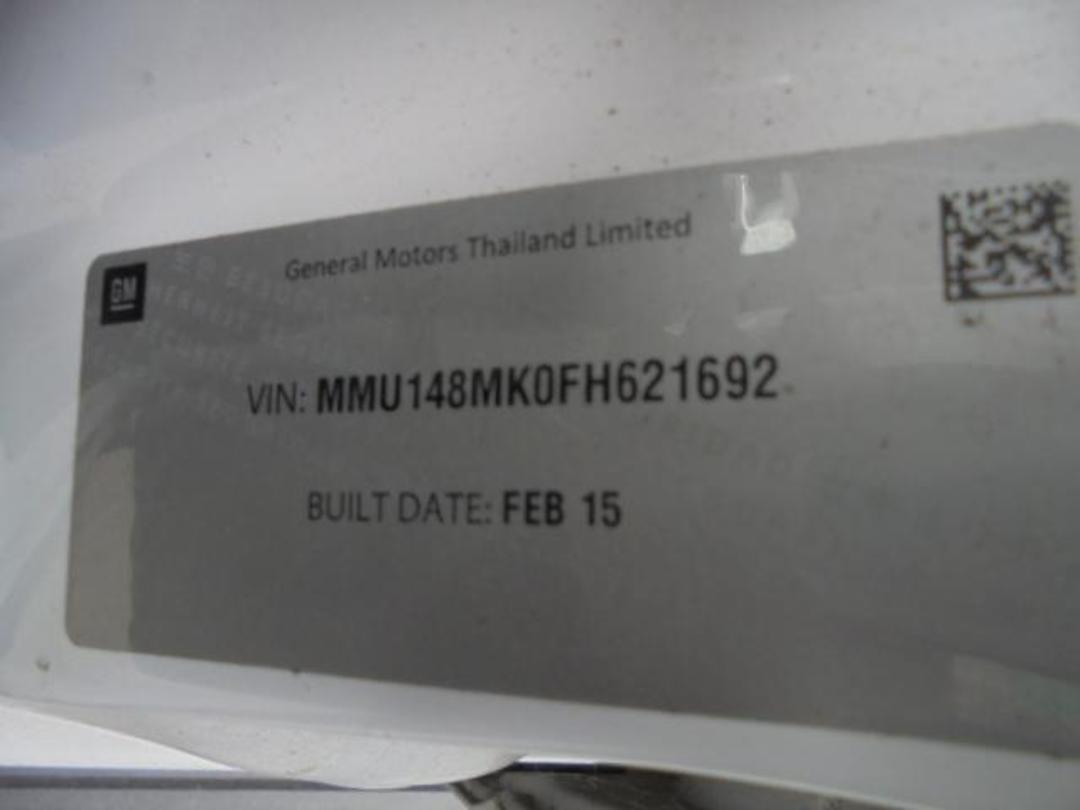 General Motors Thailand Limited
GM
VIN: MMU148MK0FH621692
BUILT DATE: FEB 15